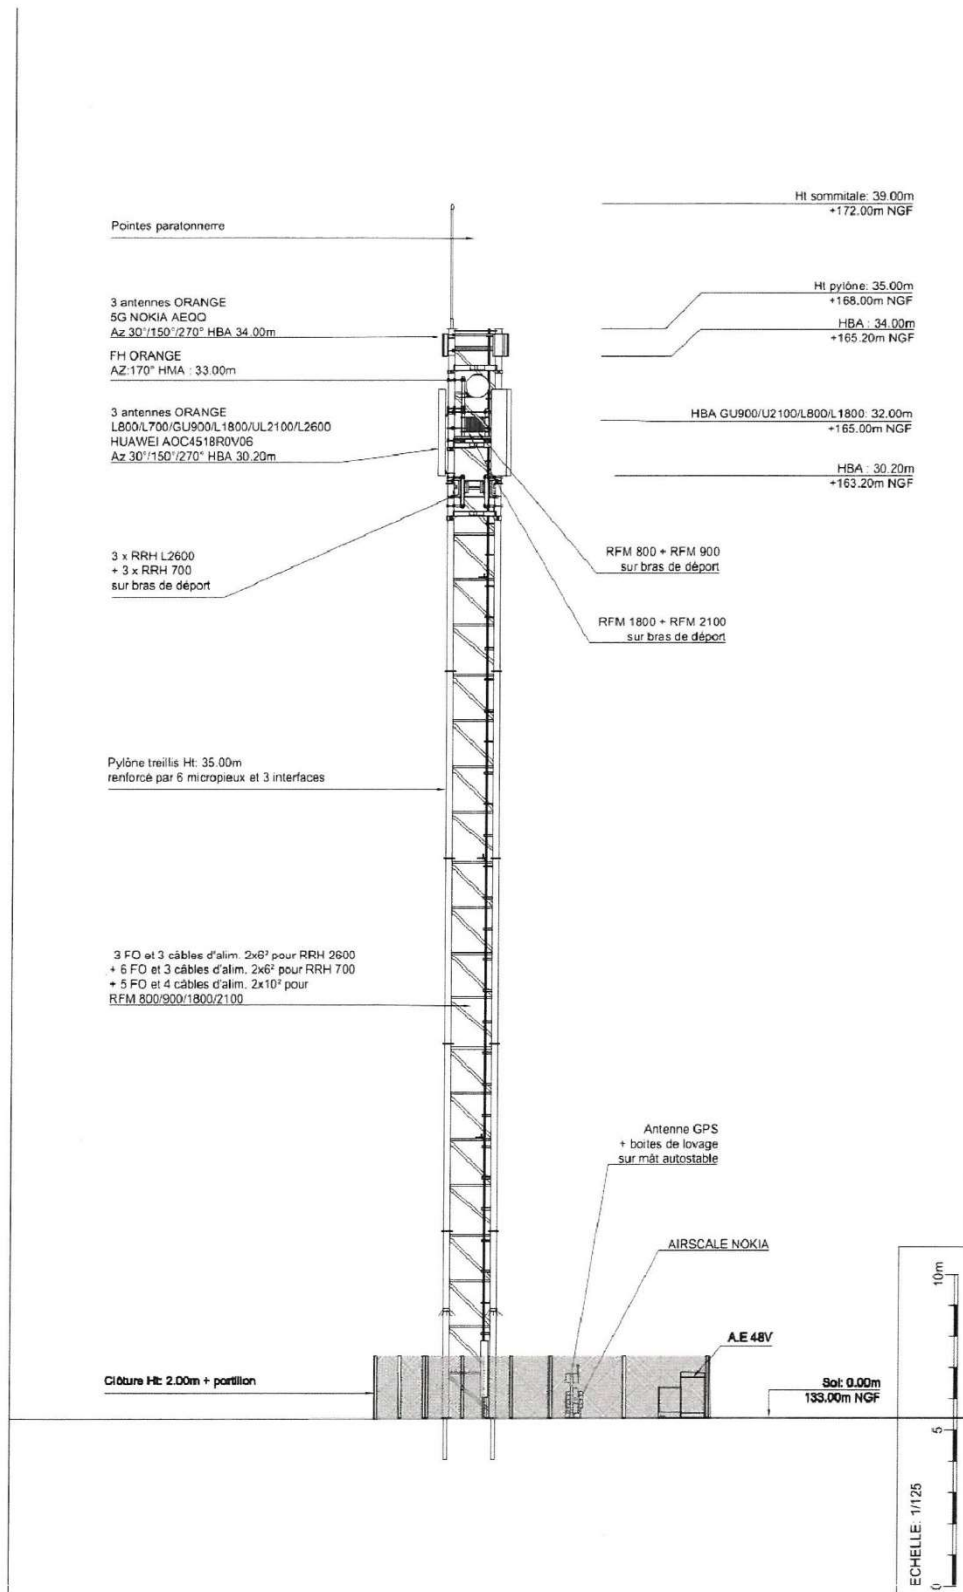 Ht sommitale: 39.00m
+172.00m NGF
Pointes paratonnerre
Ht pylône: 35.00m
+168.00m NGF
3 antennes ORANGE
5G NOKIA AEQQ
Az 30°/150°/270° HBA 34.00m
HBA : 34.00m
+165.20m NGF
FH ORANGE
AZ:170° HMA : 33.00m
3 antennes ORANGE
L800/L700/GU900/L1800/UL2100/L2600
HUAWEI AOC4518R0V06
Az 30°/150°/270° HBA 30.20m
HBA GU900/U2100/L800/L1800: 32.00m
+165.00m NGF
HBA : 30.20m
+163.20m NGF
3 x RRH L2600
+ 3 x RRH 700
sur bras de déport
RFM 800 + RFM 900
sur bras de déport
RFM 1800 + RFM 2100
sur bras de déport
Pylône treillis Ht: 35.00m
renforcé par 6 micropieux et 3 interfaces
3 FO et 3 câbles d'alim. 2x6² pour RRH 2600
+ 6 FO et 3 câbles d'alim. 2x6² pour RRH 700
+ 5 FO et 4 câbles d'alim. 2x10² pour
RFM 800/900/1800/2100
Antenne GPS
+ boites de lovage
sur mât autostable
AIRSCALE NOKIA
A.E 48V
Clôture Ht: 2.00m + portillon
Sol: 0.00m
133.00m NGF
10m
5
0
ECHELLE: 1/125